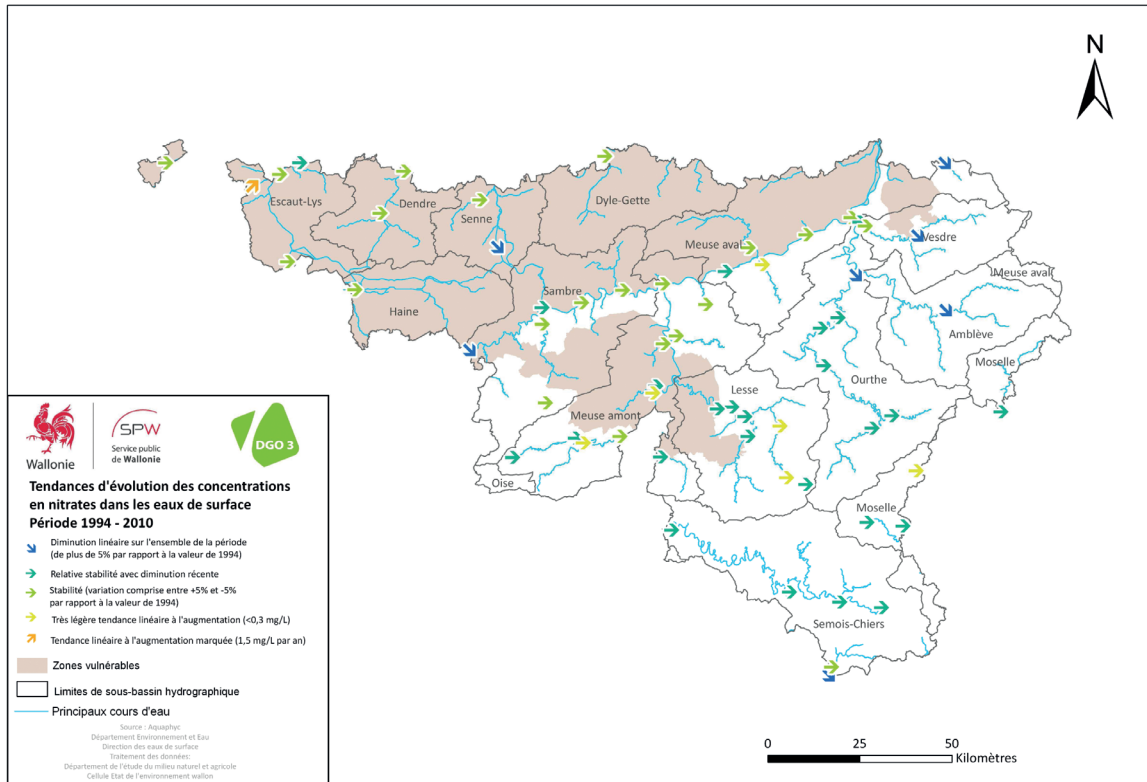 N
Escaut-Lys
Dendre
Senne
Dyle-Gette
Meuse aval
Vesdre
Meuse aval
Haine
Sambre
Amblève
Moselle
Lesse
Ourthe
Meuse amont
Oise
Moselle
Semois-Chiers
Wallonie
SPW
Service public
de Wallonie
DGO 3
Tendances d'évolution des concentrations
en nitrates dans les eaux de surface
Période 1994 - 2010
Diminution linéaire sur l'ensemble de la période
(de plus de 5% par rapport à la valeur de 1994)
Relative stabilité avec diminution récente
Stabilité (variation comprise entre +5% et -5%
par rapport à la valeur de 1994)
Très légère tendance linéaire à l'augmentation (<0,3 mg/L)
Tendance linéaire à l'augmentation marquée (1,5 mg/L par an)
Zones vulnérables
Limites de sous-bassin hydrographique
Principaux cours d'eau
Source : Aquaphyc
Département Environnement et Eau
Direction des eaux de surface
Traitement des données:
Département de l'étude du milieu naturel et agricole
Cellule Etat de l'environnement wallon
0 25 50
Kilomètres